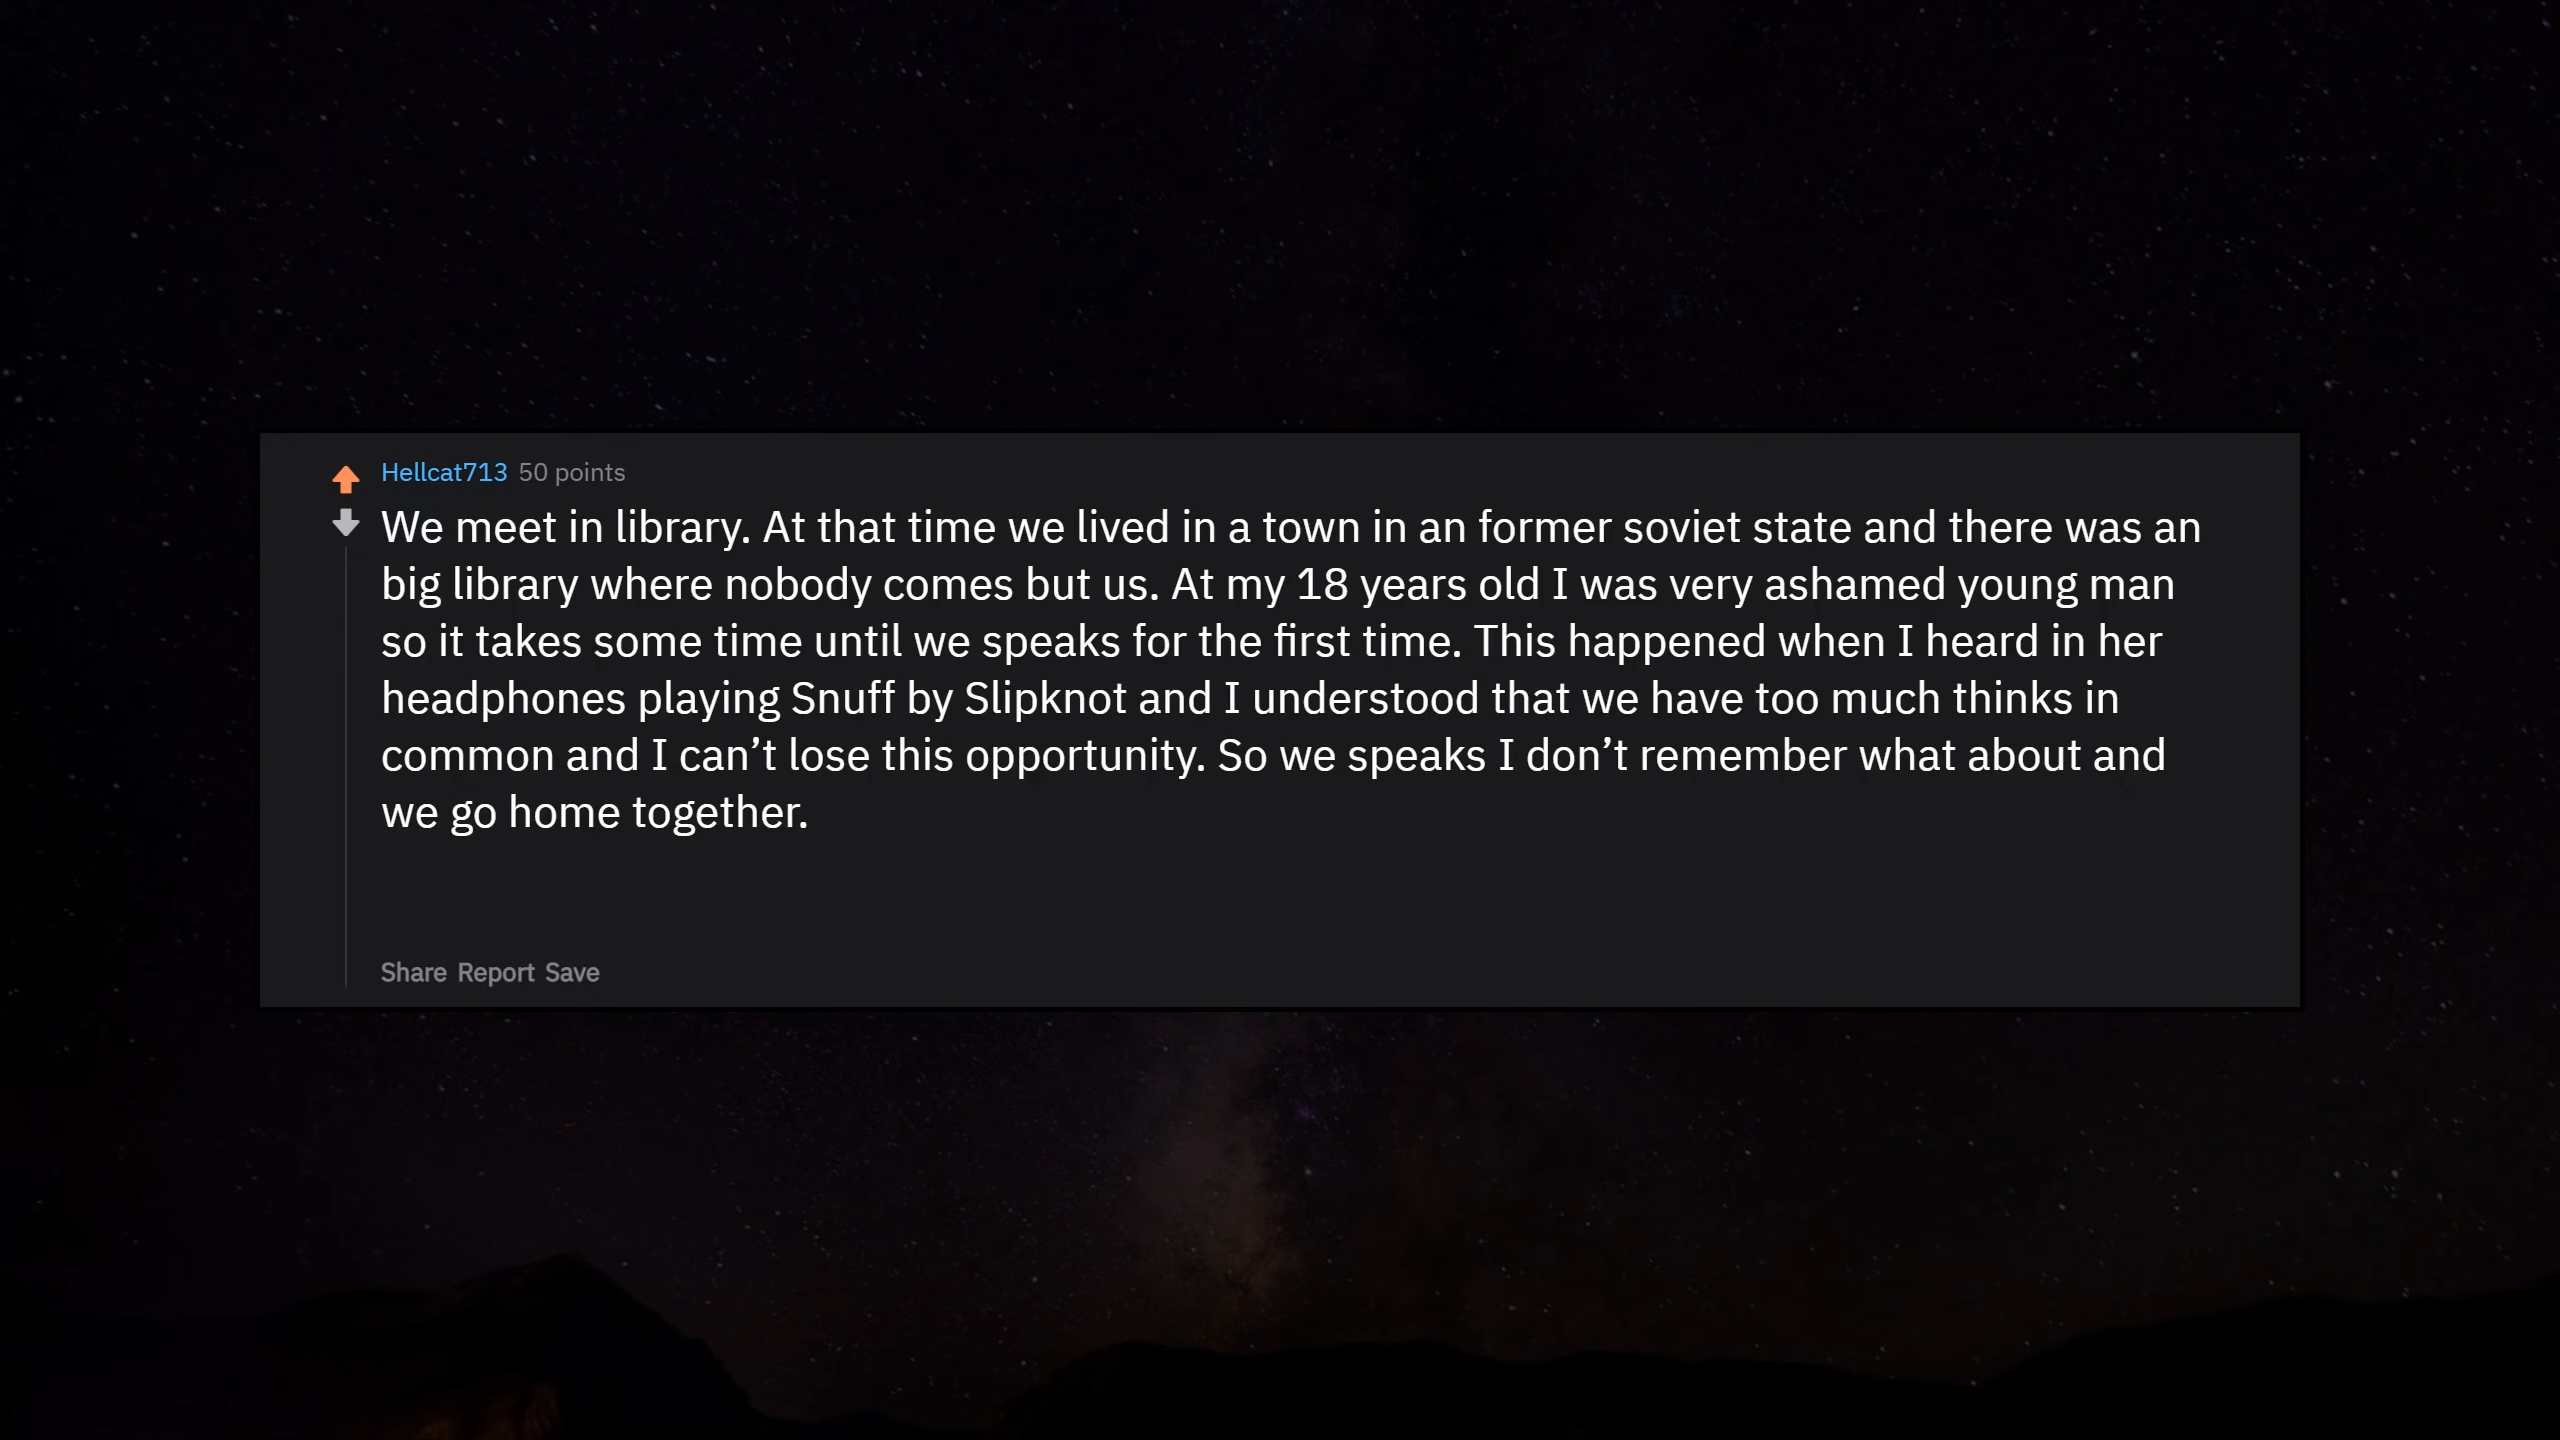 Hellcat713 50 points
We meet in library. At that time we lived in a town in an former soviet state and there was an
big library where nobody comes but us. At my 18 years old I was very ashamed young man
so it takes some time until we speaks for the first time. This happened when I heard in her
headphones playing Snuff by Slipknot and I understood that we have too much thinks in
common and I can’t lose this opportunity. So we speaks I don’t remember what about and
we go home together.
Share Report Save